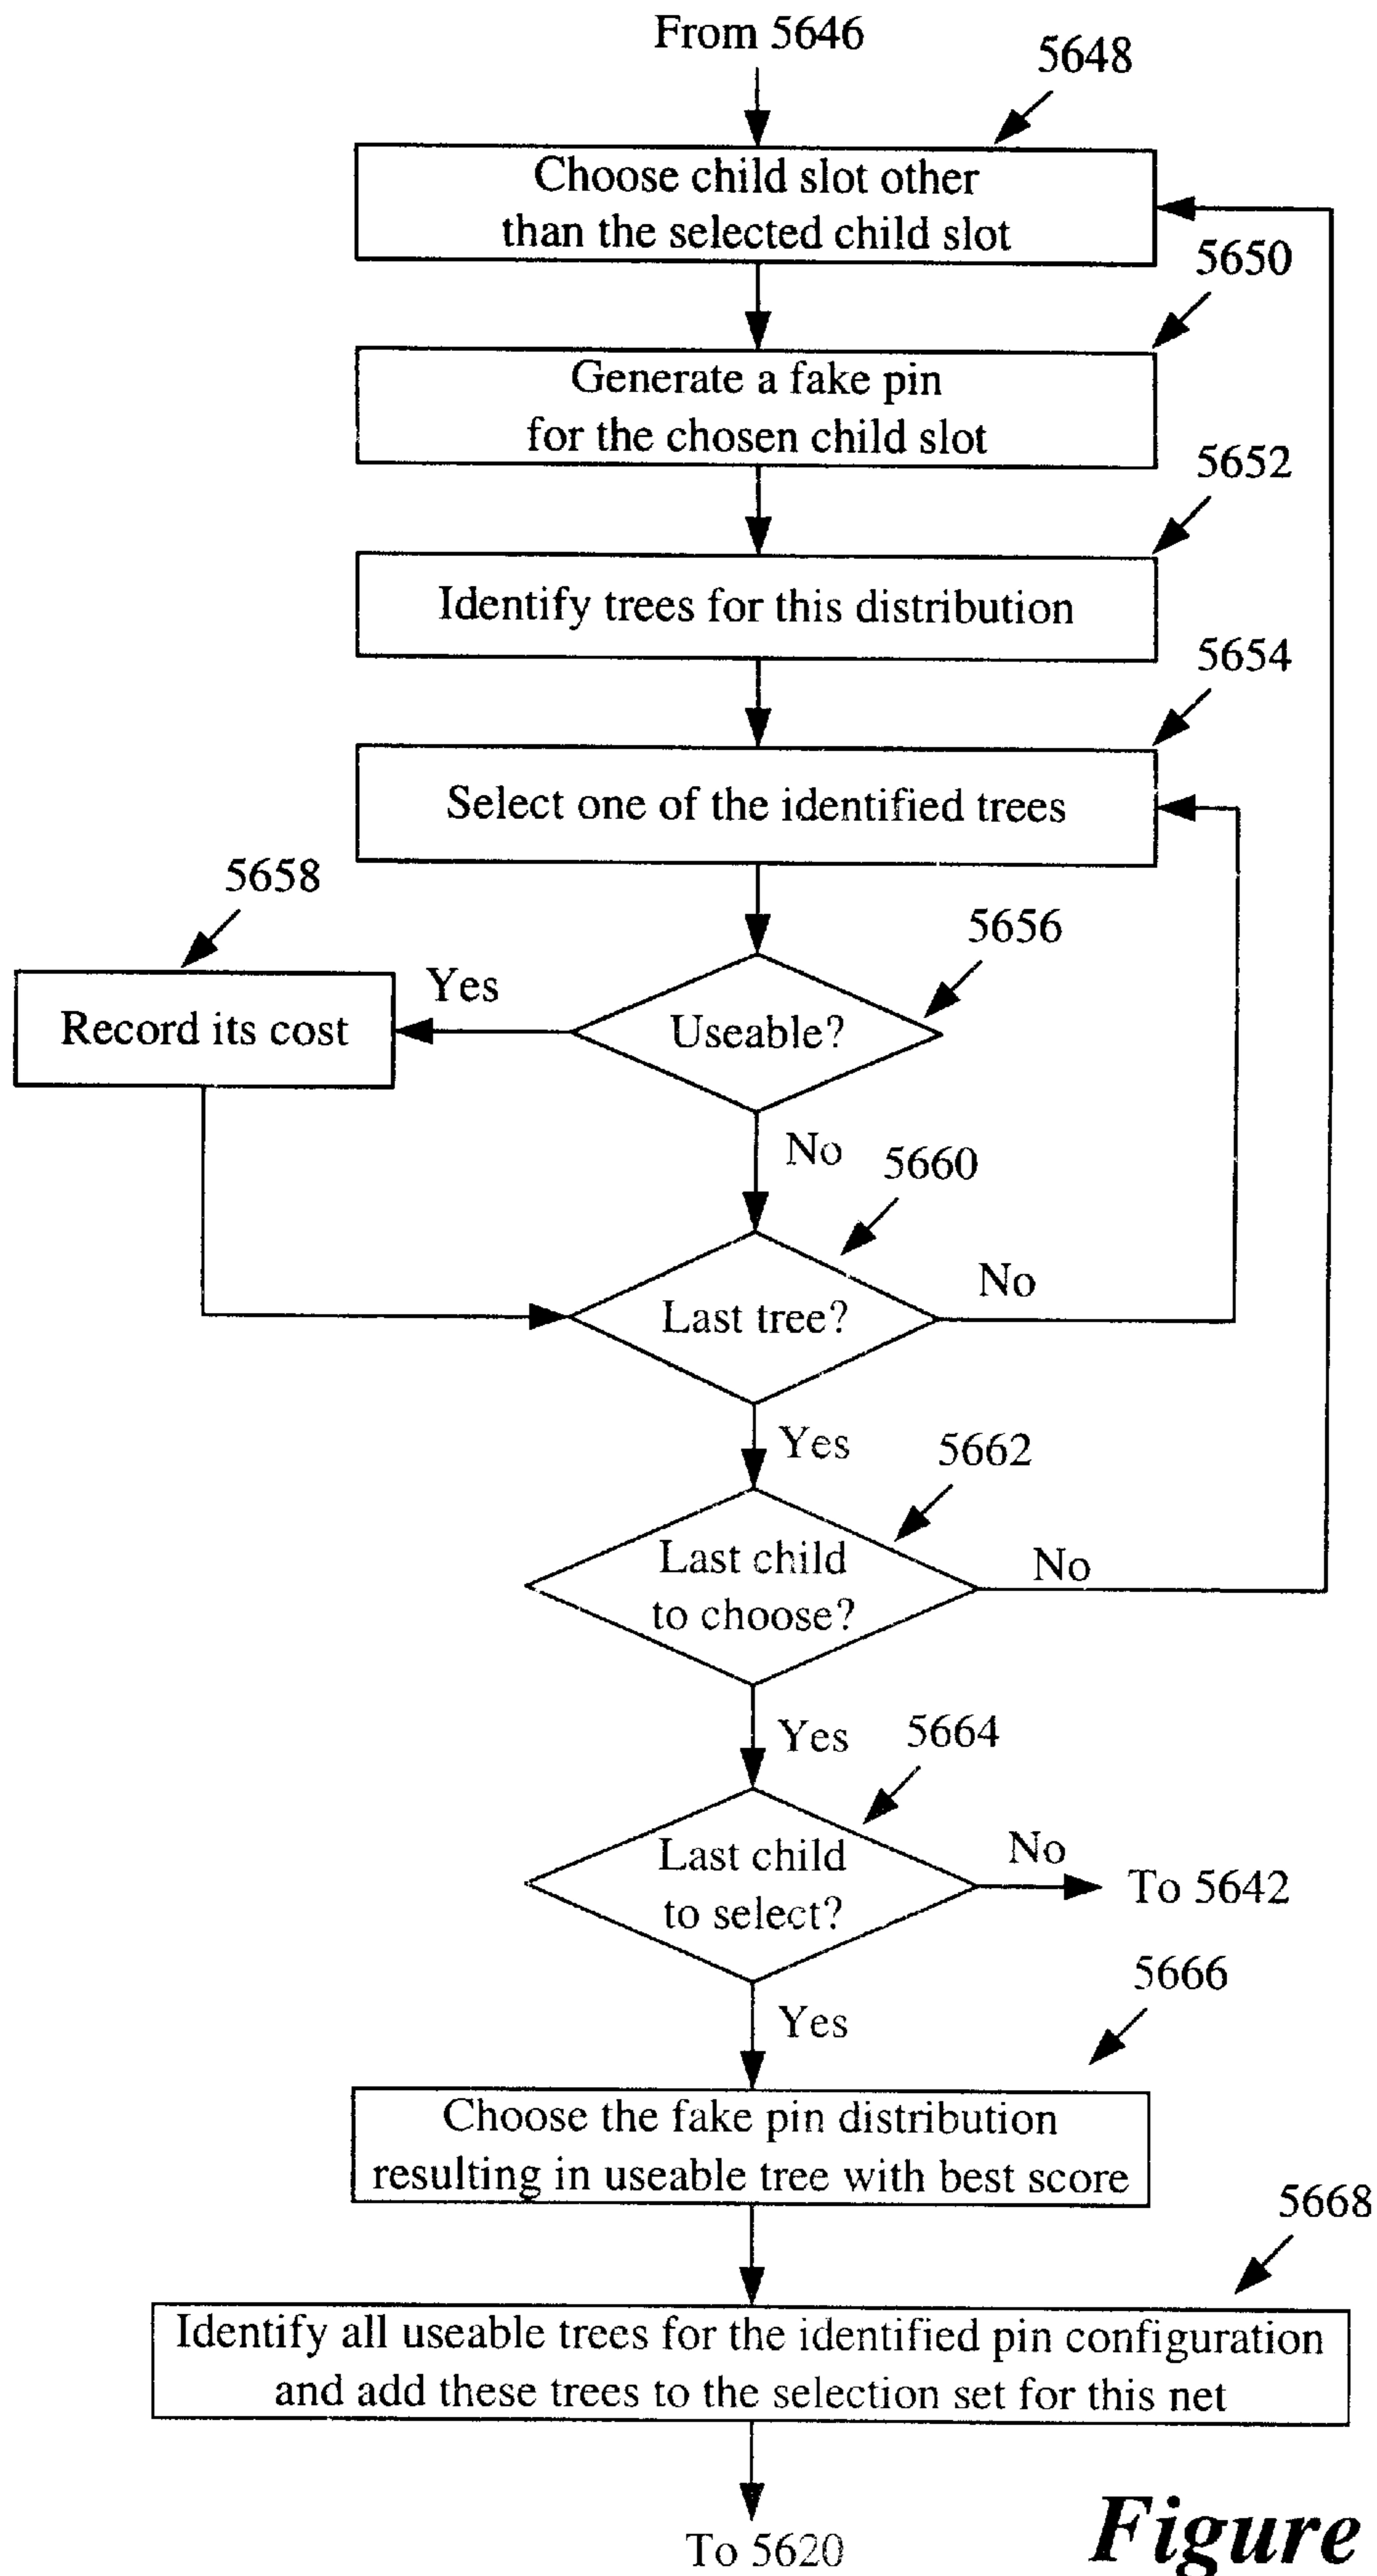 From 5646
5648
Choose child slot other
than the selected child slot
5650
Generate a fake pin
for the chosen child slot
5652
Identify trees for this distribution
5654
Select one of the identified trees
5658
5656
Yes
Record its cost
Useable?
No
5660
No
Last tree?
Yes
5662
Last child
to choose?
No
Yes
5664
Last child
to select?
No
To 5642
5666
Yes
Choose the fake pin distribution
resulting in useable tree with best score
5668
Identify all useable trees for the identified pin configuration
and add these trees to the selection set for this net
To 5620
Figure